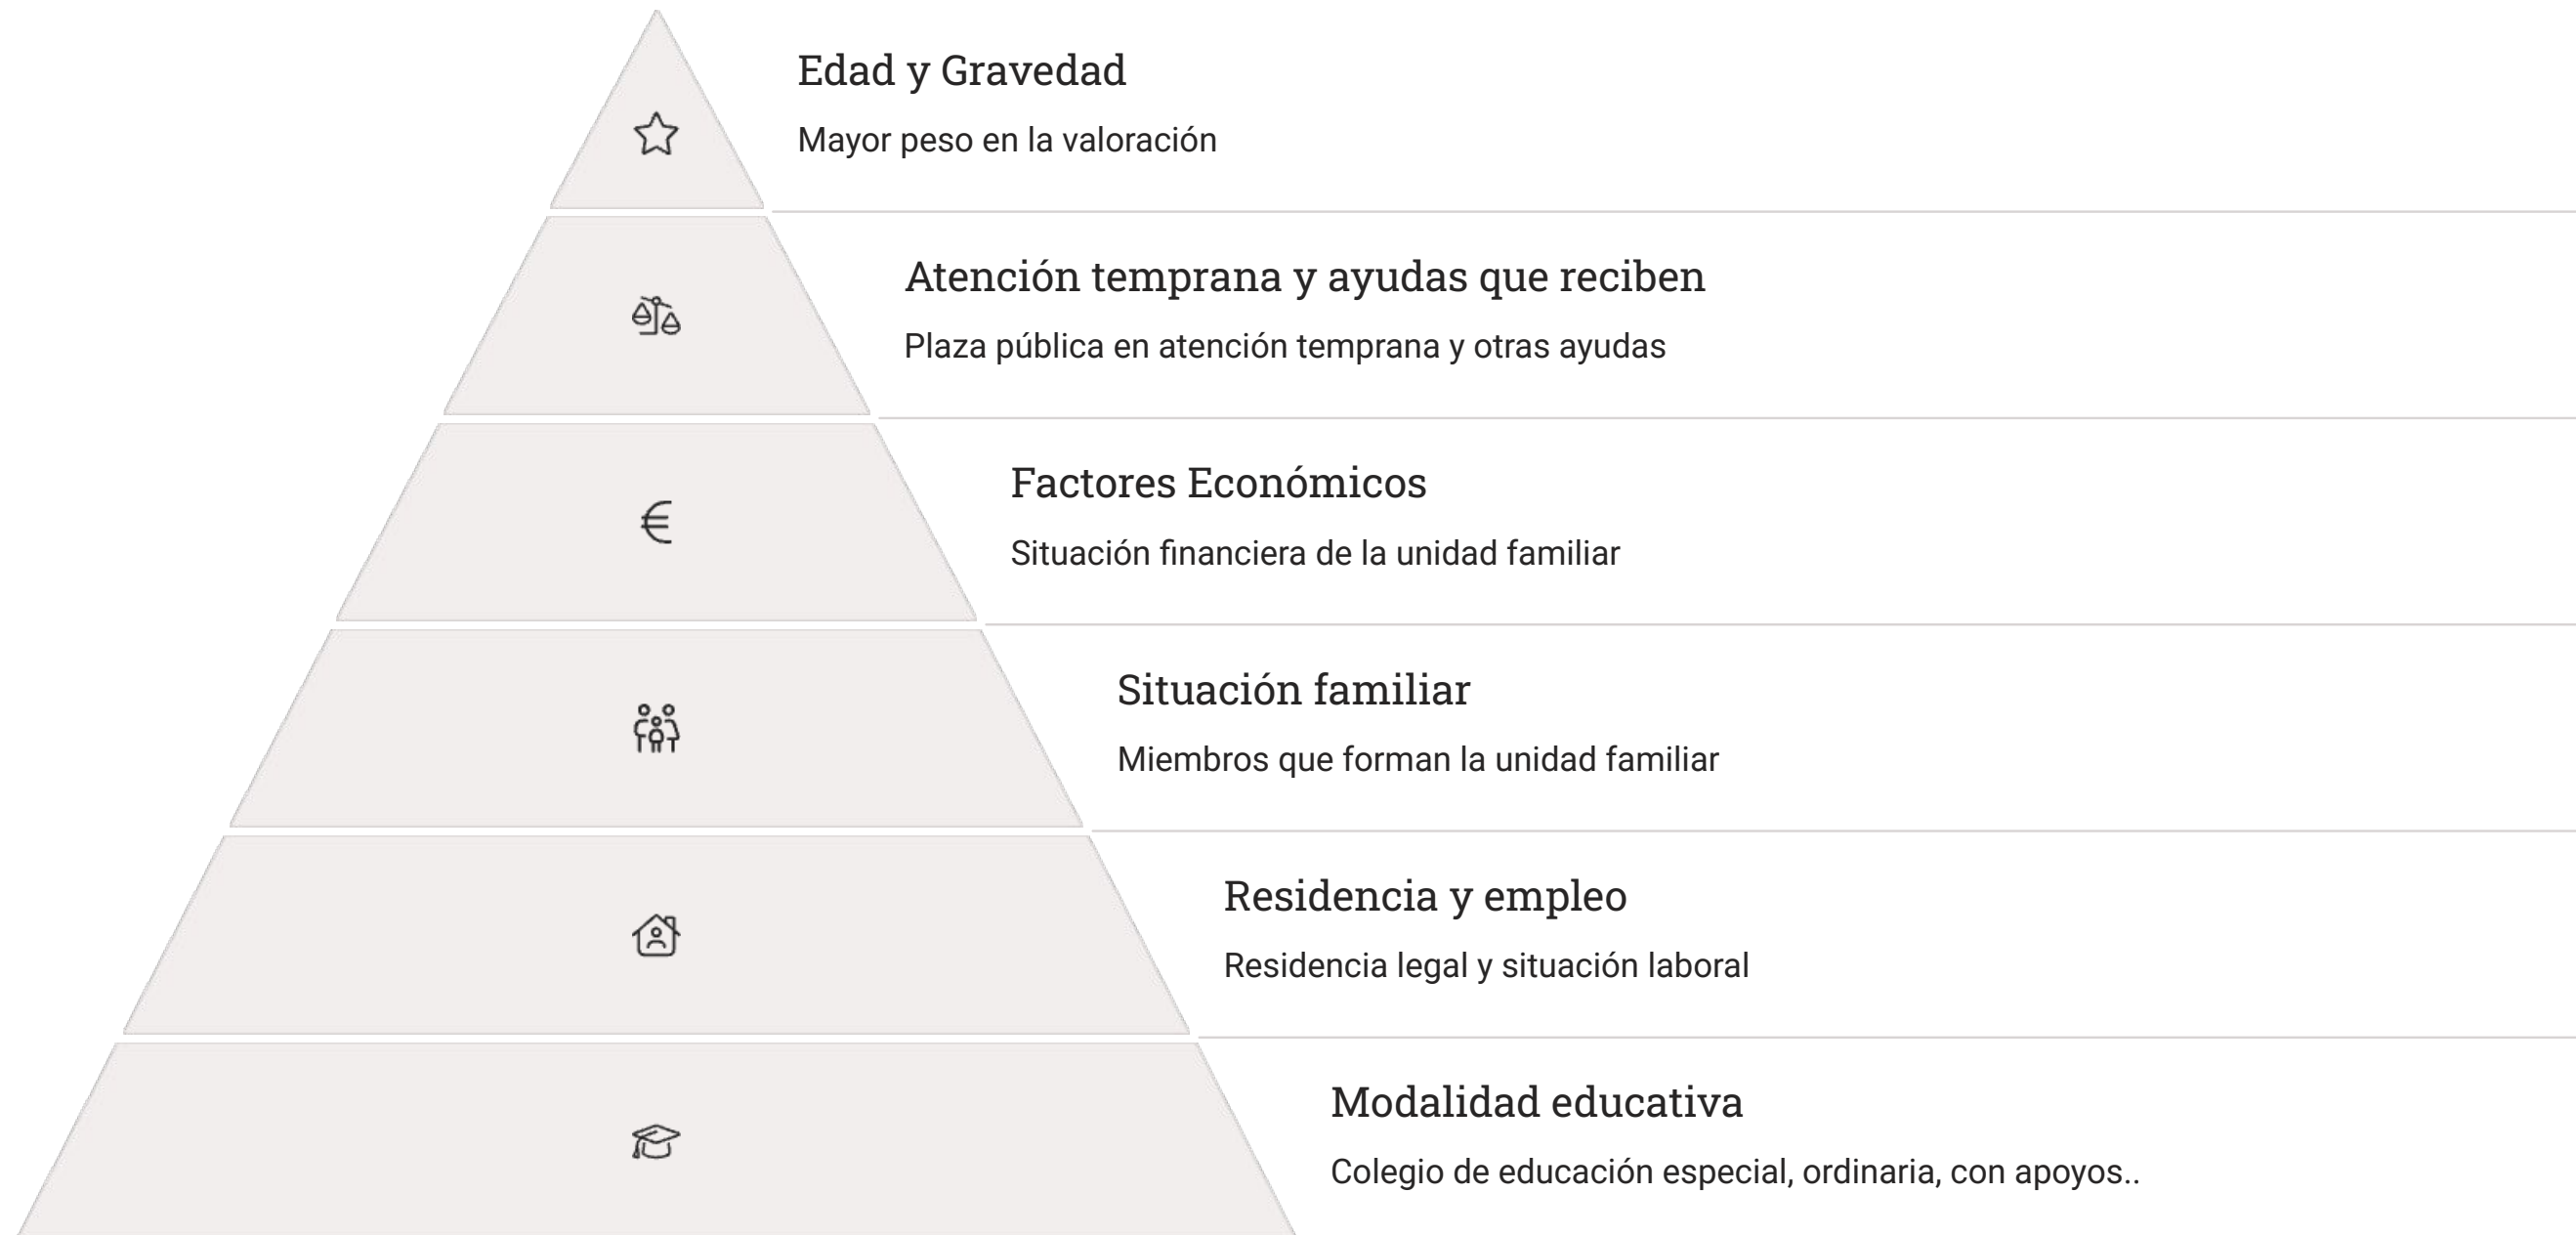 Edad y Gravedad
Mayor peso en la valoración
Atención temprana y ayudas que reciben
Plaza pública en atención temprana y otras ayudas
Factores Económicos
Situación financiera de la unidad familiar
Situación familiar
Miembros que forman la unidad familiar
Residencia y empleo
Residencia legal y situación laboral
Modalidad educativa
Colegio de educación especial, ordinaria, con apoyos..